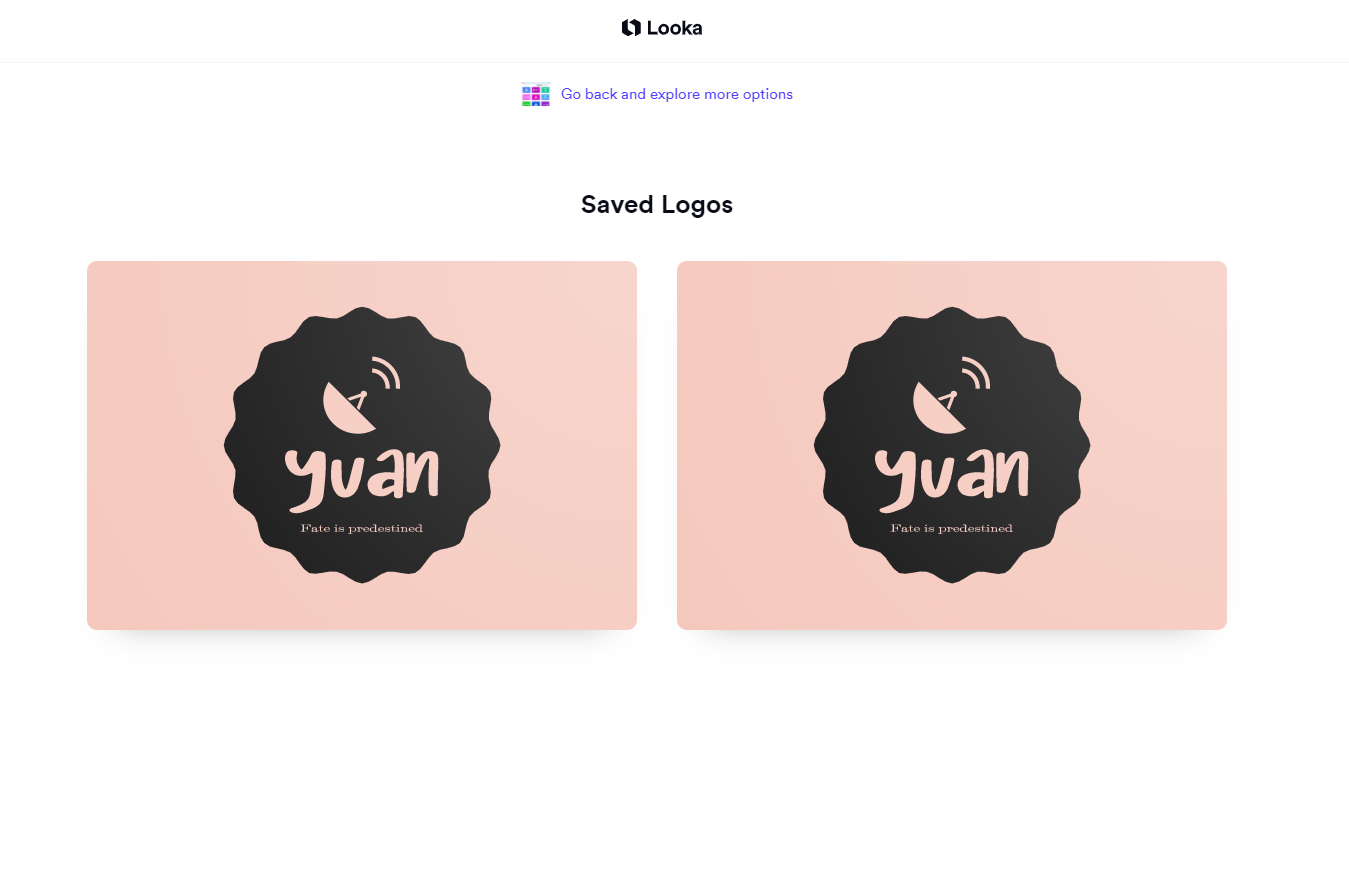 Looka
Go back and explore more options
Saved Logos
yuan
Fate is predestined
yuan
Fate is predestined